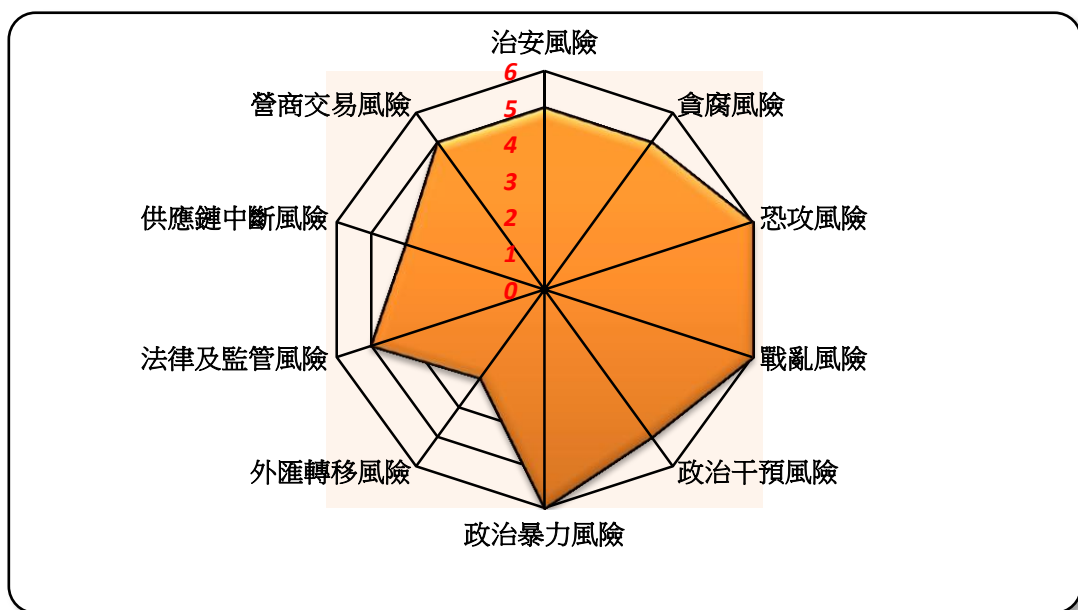 治安風險
6
5
4
3
2
1
0
貪腐風險
恐攻風險
戰亂風險
政治干預風險
政治暴力風險
外匯轉移風險
法律及監管風險
供應鏈中斷風險
營商交易風險